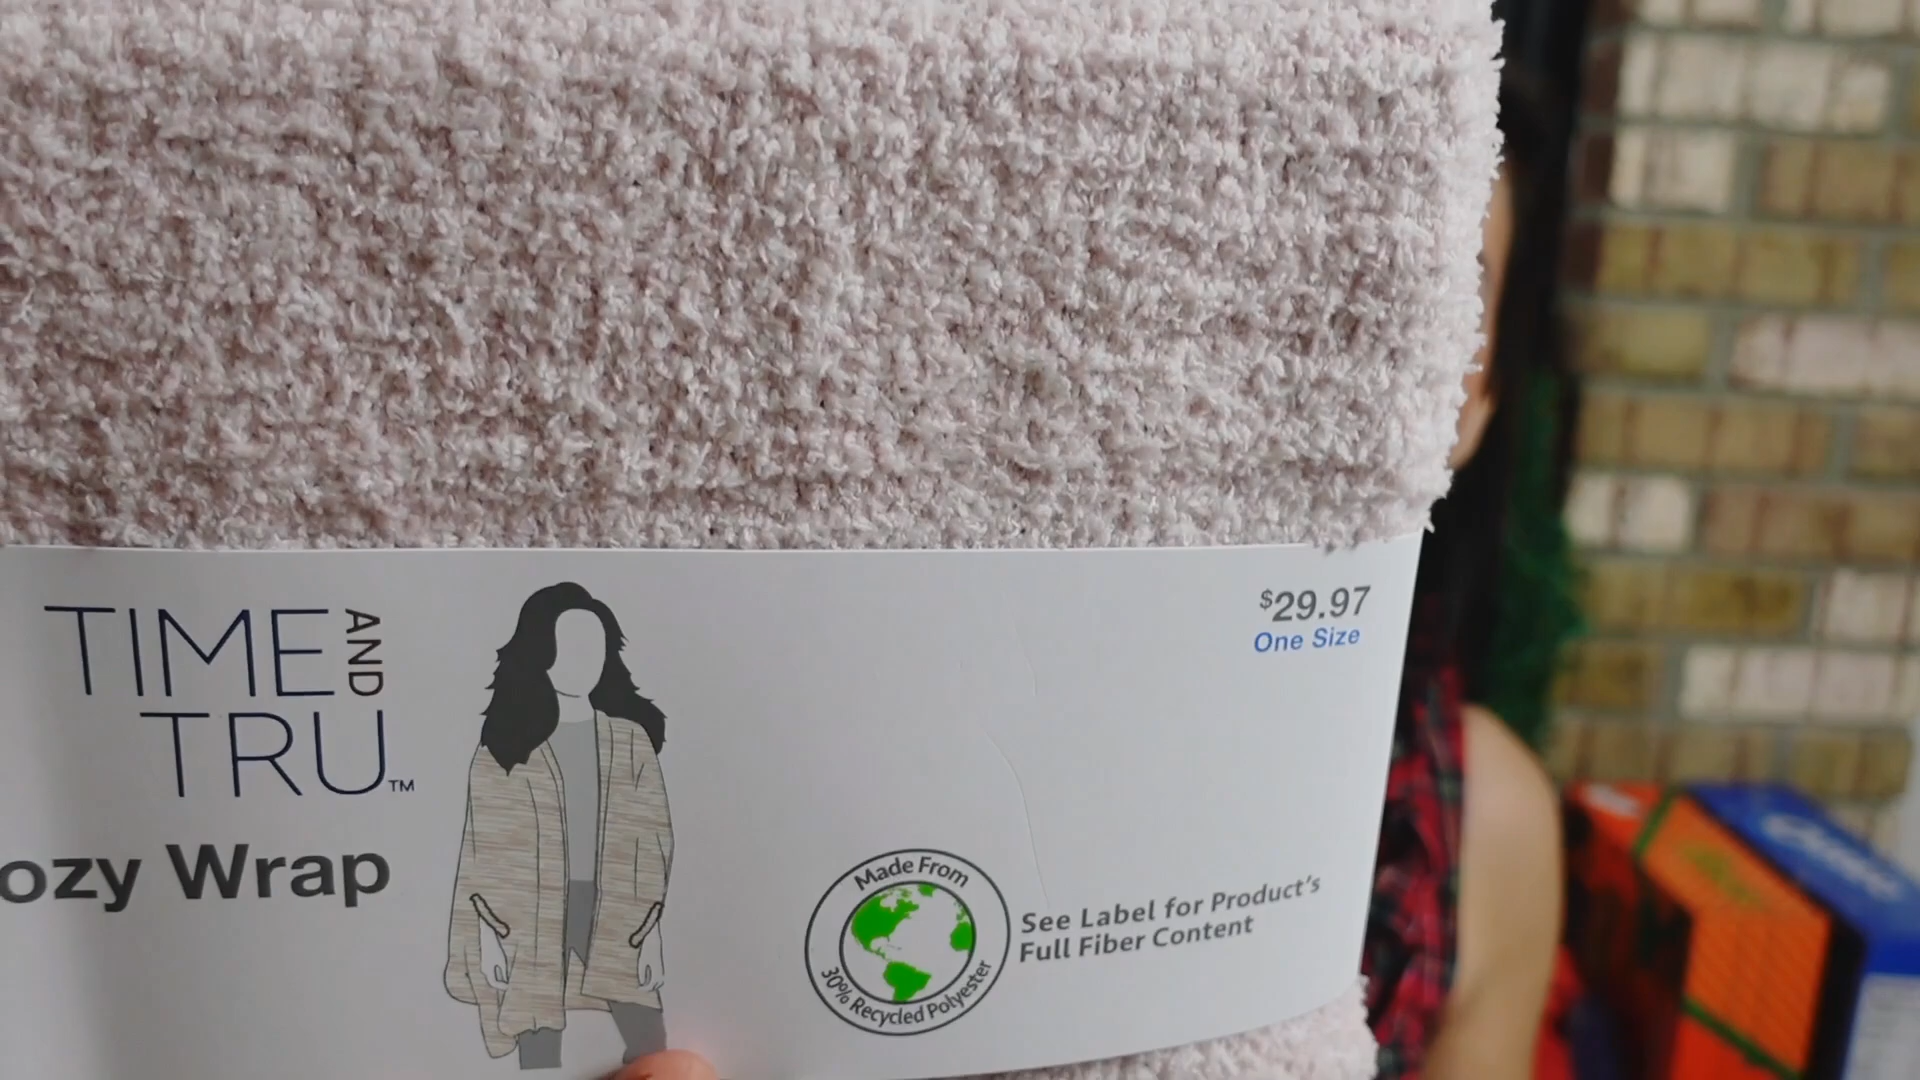 TIME AND
TRU™
ozy Wrap
$29.97
One Size
Made From
30% Recycled Polyester
See Label for Product's
Full Fiber Content